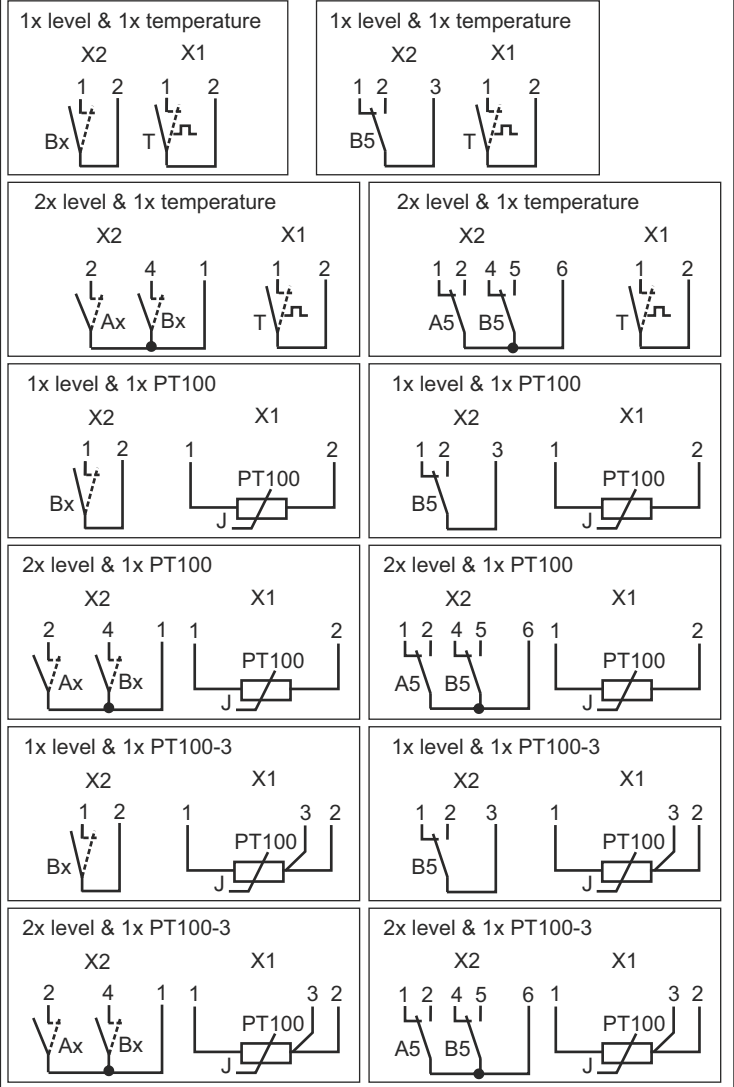 1x level & 1x temperature
X2 X1
1 2 1 2
Bx T
1x level & 1x temperature
X2 X1
1 2 3 1 2
B5 T
2x level & 1x temperature
X2 X1
2 4 1 1 2
Ax Bx T
2x level & 1x temperature
X2 X1
1 2 4 5 6 1 2
A5 B5 T
1x level & 1x PT100
X2 X1
1 2 1 2
PT100
Bx
J
1x level & 1x PT100
X2 X1
1 2 3 1 2
PT100
B5
J
2x level & 1x PT100
X2 X1
2 4 1 1 2
PT100
Ax Bx
J
2x level & 1x PT100
X2 X1
1 2 4 5 6 1 2
PT100
A5 B5
J
1x level & 1x PT100-3
X2 X1
1 2 1 3 2
PT100
Bx
J
1x level & 1x PT100-3
X2 X1
1 2 3 1 3 2
PT100
B5
J
2x level & 1x PT100-3
X2 X1
2 4 1 1 3 2
PT100
Ax Bx
J
2x level & 1x PT100-3
X2 X1
1 2 4 5 6 1 3 2
PT100
A5 B5
J